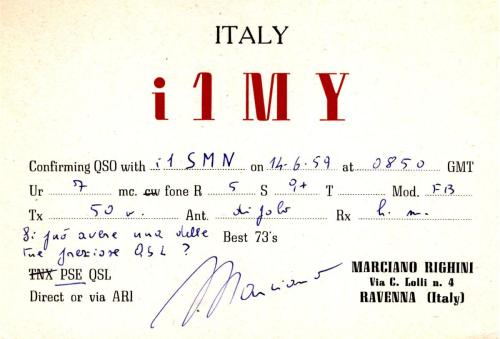 ITALY
i1MY
Confirming QSO with i1SMN on 14-6-59 at 0850 GMT
Ur 7 mc. cw fone R 5 S 9+ T Mod. FB
Tx 50 w. Ant. dipolo Rx h.m.
Si può avere una delle Best 73's
tue preziose QSL?
TNX PSE QSL
Direct or via ARI
Marciano
MARCIANO RIGHINI
Via C. Lolli n. 4
RAVENNA (Italy)